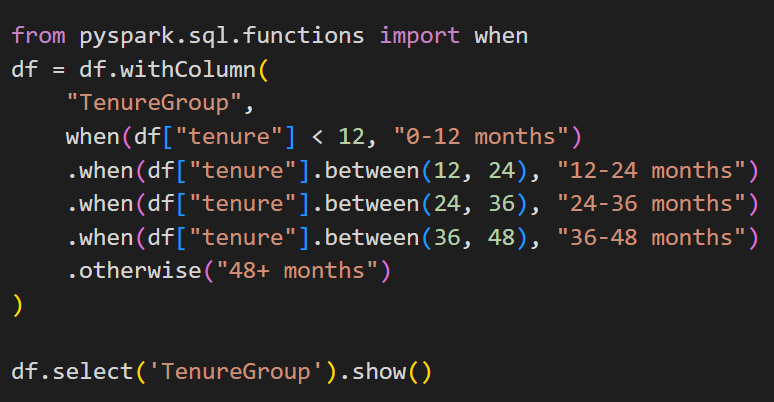 from pyspark.sql.functions import when
df = df.withColumn(
    "TenureGroup",
    when(df["tenure"] < 12, "0-12 months")
    .when(df["tenure"].between(12, 24), "12-24 months")
    .when(df["tenure"].between(24, 36), "24-36 months")
    .when(df["tenure"].between(36, 48), "36-48 months")
    .otherwise("48+ months")
)
df.select('TenureGroup').show()